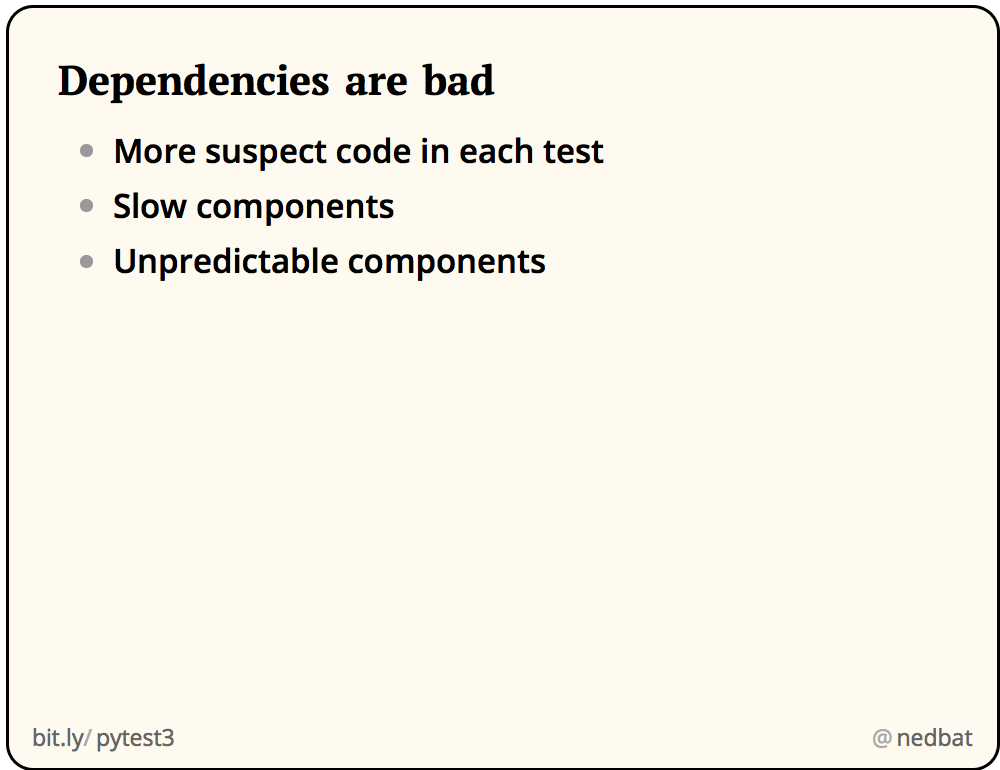 Dependencies are bad
• More suspect code in each test
• Slow components
• Unpredictable components
bit.ly/pytest3
@nedbat